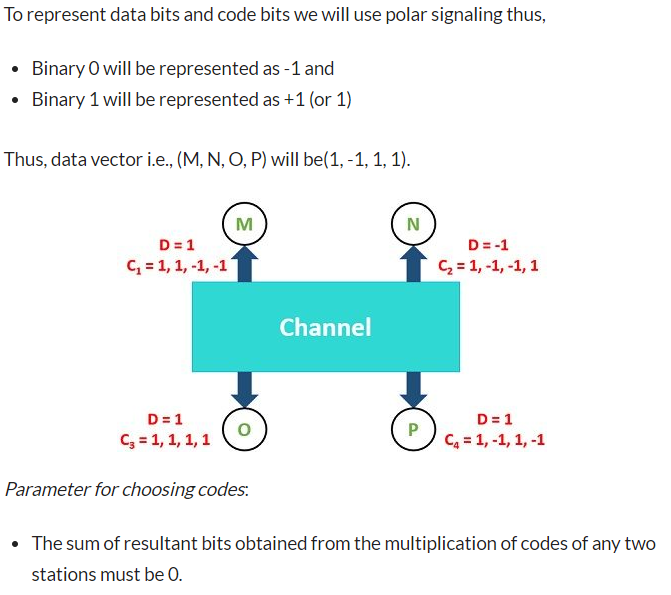 To represent data bits and code bits we will use polar signaling thus,
• Binary 0 will be represented as -1 and
• Binary 1 will be represented as +1 (or 1)
Thus, data vector i.e., (M, N, O, P) will be(1, -1, 1, 1).
M
N
D = 1
D = -1
C₁ = 1, 1, -1, -1
C₂ = 1, -1, -1, 1
Channel
D = 1
D = 1
C₃ = 1, 1, 1, 1
O
P
C₄ = 1, -1, 1, -1
Parameter for choosing codes:
• The sum of resultant bits obtained from the multiplication of codes of any two
stations must be 0.